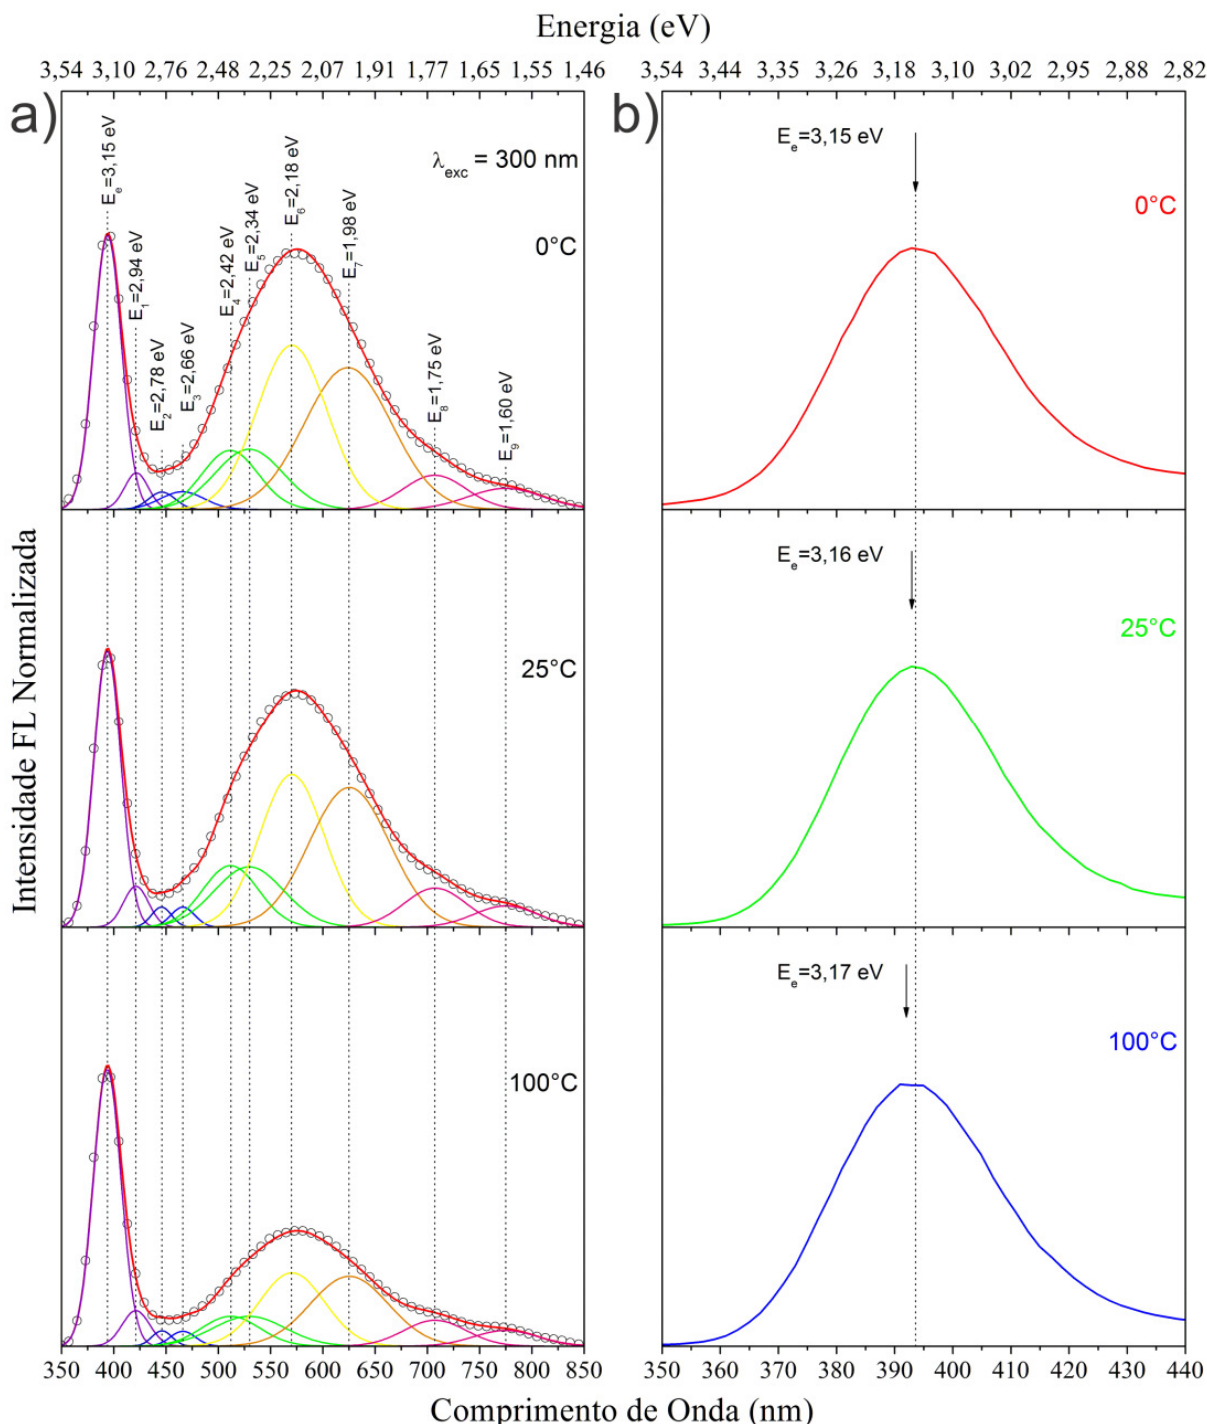 Energia (eV)
3,54 3,10 2,76 2,48 2,25 2,07 1,91 1,77 1,65 1,55 1,46
3,54 3,44 3,35 3,26 3,18 3,10 3,02 2,95 2,88 2,82
a)
b)
λexc = 300 nm
0°C
Ee=3,15 eV
E1=2,94 eV
E2=2,78 eV
E3=2,66 eV
E4=2,42 eV
E5=2,34 eV
E6=2,18 eV
E7=1,98 eV
E8=1,75 eV
E9=1,60 eV
Ee=3,15 eV
0°C
Intensidade FL Normalizada
25°C
Ee=3,16 eV
25°C
100°C
Ee=3,17 eV
100°C
350 400 450 500 550 600 650 700 750 800 850
350 360 370 380 390 400 410 420 430 440
Comprimento de Onda (nm)